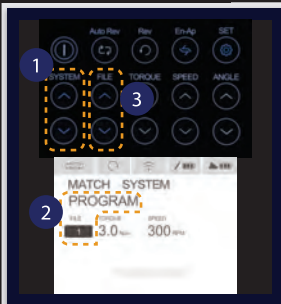 Auto Rev Rev En-Ap SET
1 SYSTEM FILE TORQUE SPEED ANGLE
3
MATCH SYSTEM
PROGRAM
2 FILE TORQUE SPEED
1 3.0 300